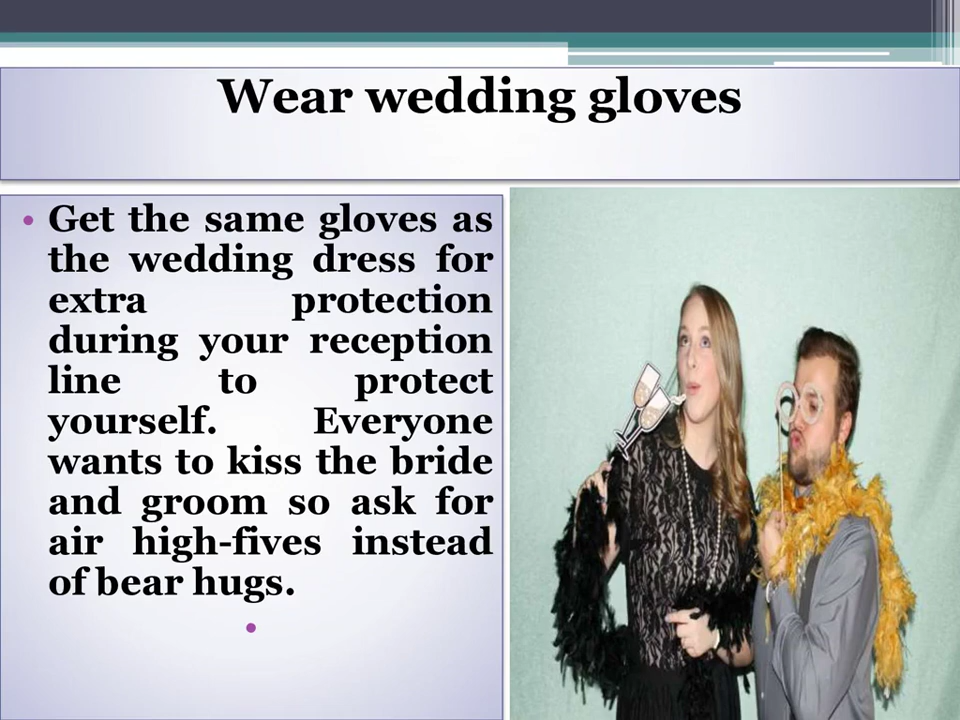 Wear wedding gloves
• Get the same gloves as
the wedding dress for
extra protection
during your reception
line to protect
yourself. Everyone
wants to kiss the bride
and groom so ask for
air high-fives instead
of bear hugs.
•